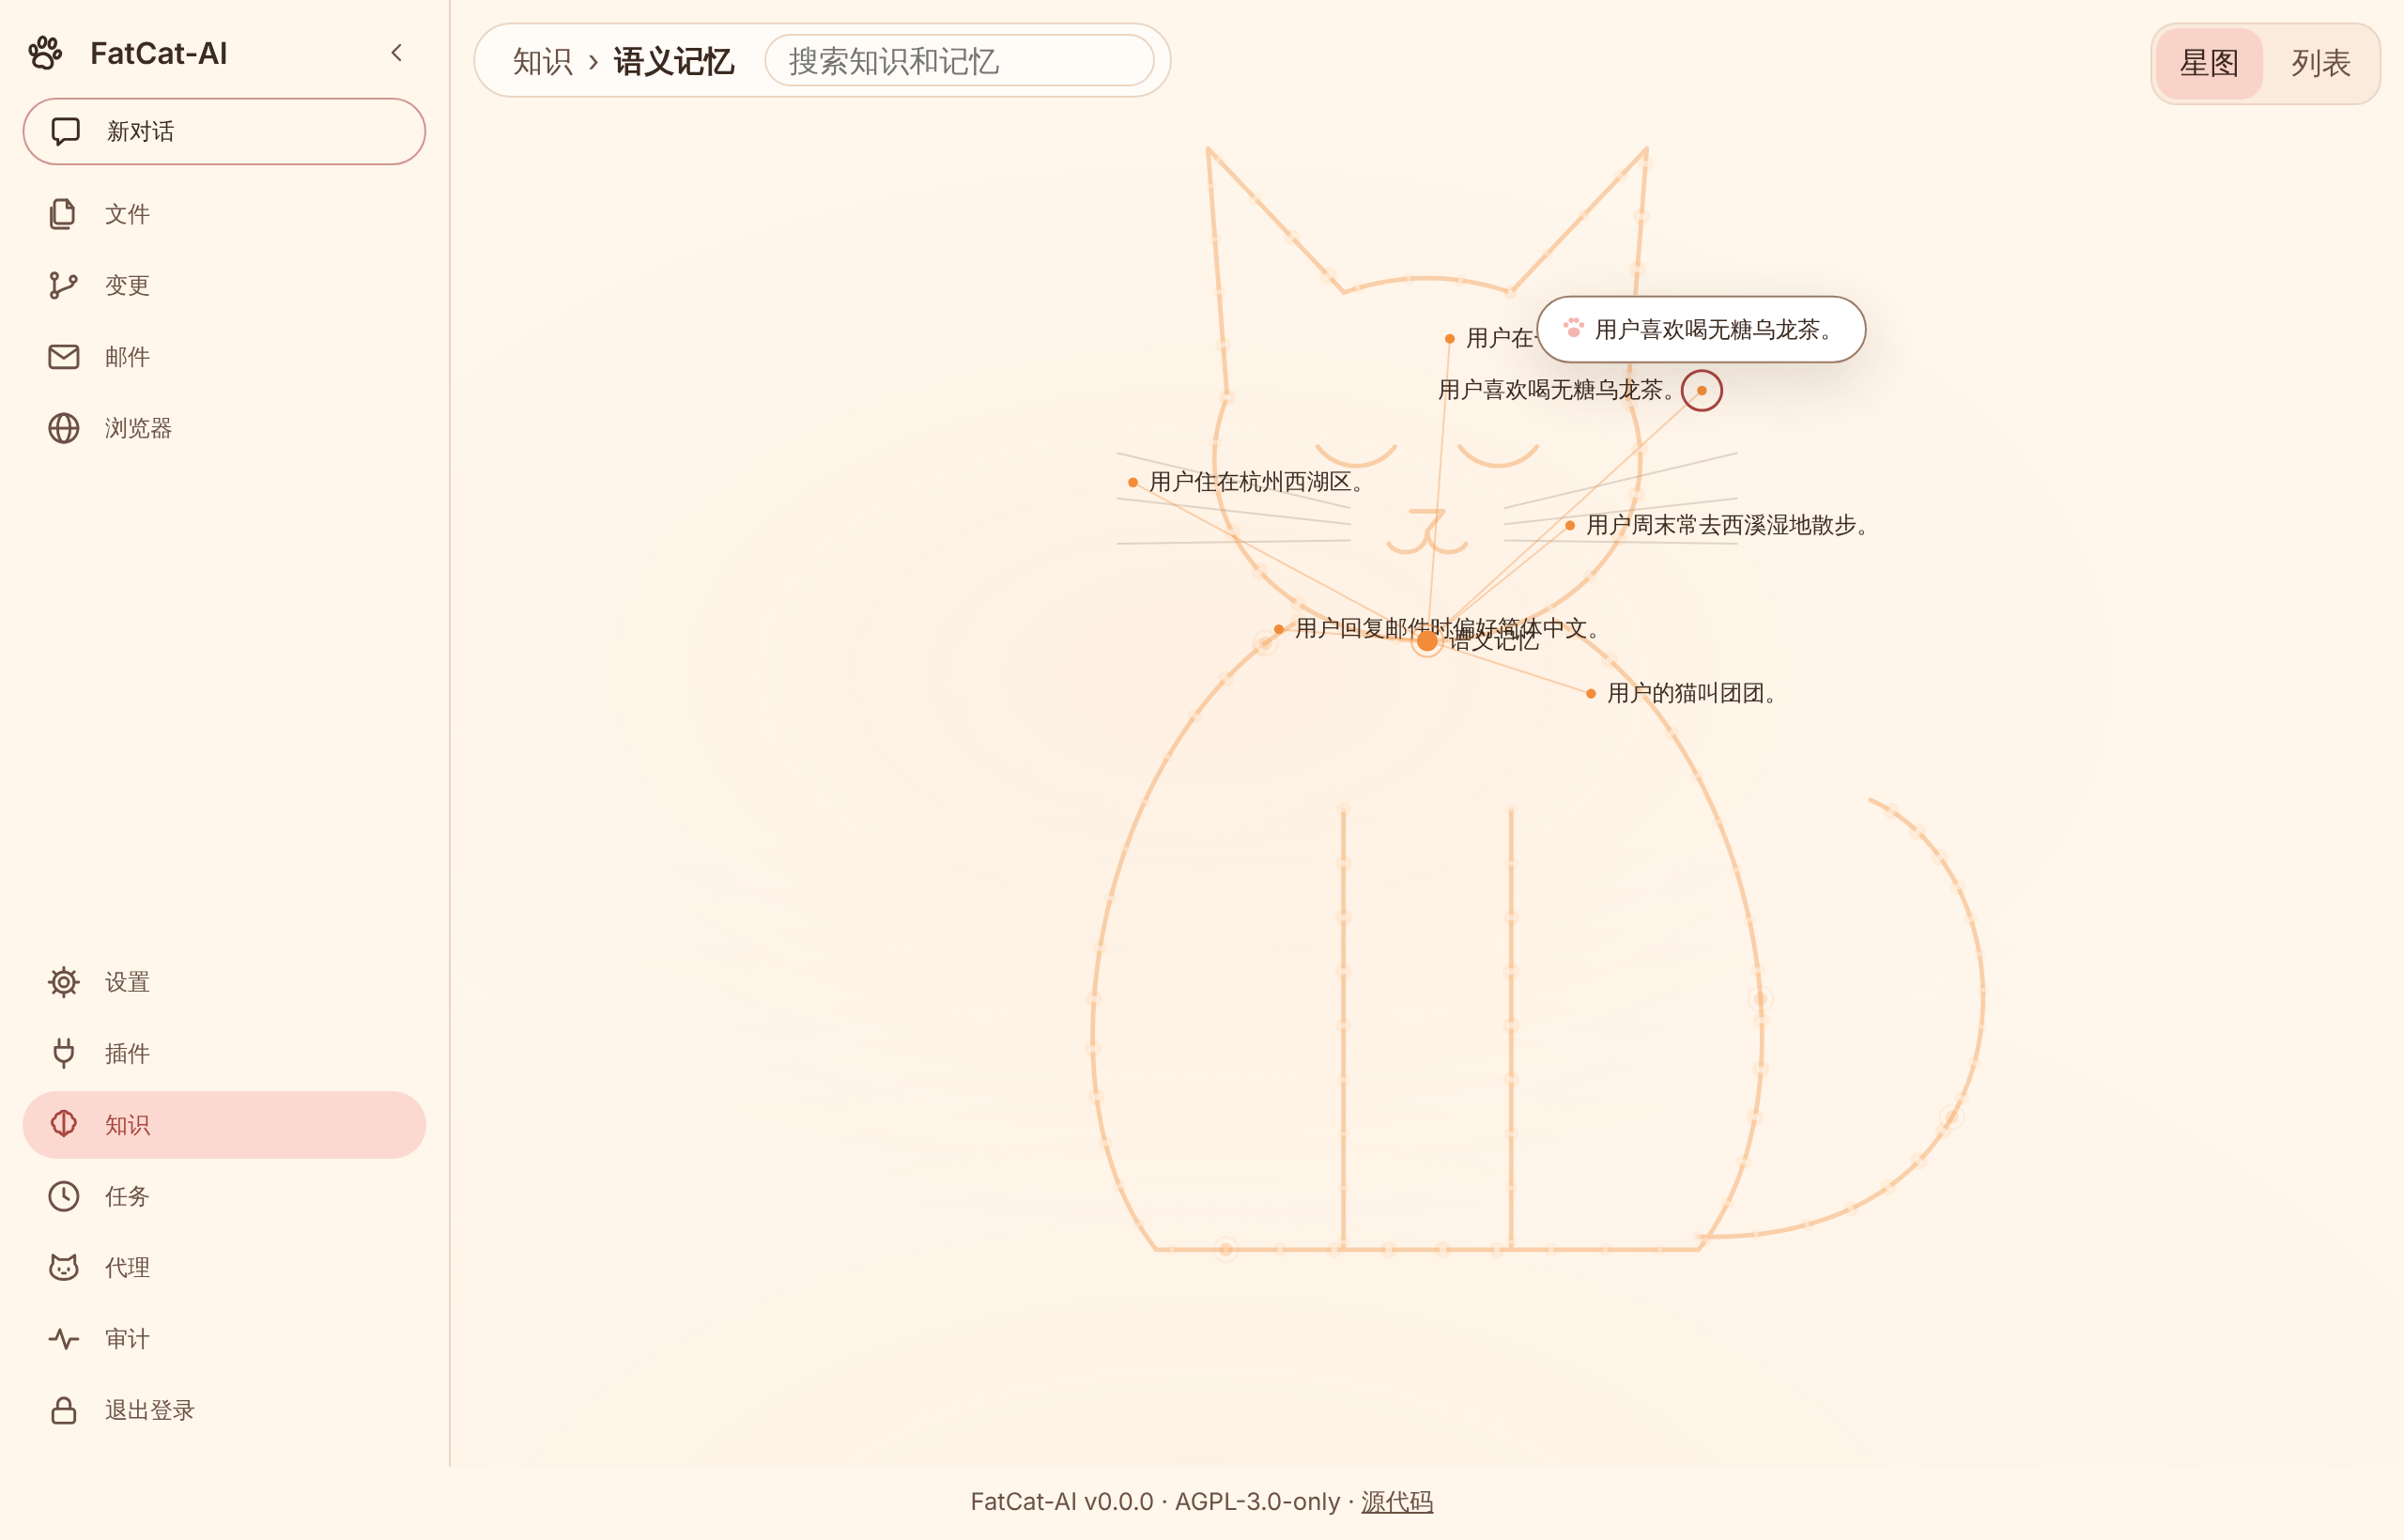 FatCat-AI
新对话
文件
变更
邮件
浏览器
设置
插件
知识
任务
代理
审计
退出登录
知识 › 语义记忆
搜索知识和记忆
星图
列表
用户在
用户喜欢喝无糖乌龙茶。
用户喜欢喝无糖乌龙茶。
用户住在杭州西湖区。
用户周末常去西溪湿地散步。
用户回复邮件时偏好简体中文。
语义记忆
用户的猫叫团团。
FatCat-AI v0.0.0 · AGPL-3.0-only · 源代码